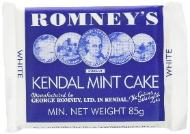 ROMNEY'S
WHITE
KENDAL MINT CAKE
WHITE
Manufactured by
GEORGE ROMNEY, LTD. IN KENDAL,
MIN. NET WEIGHT 85g